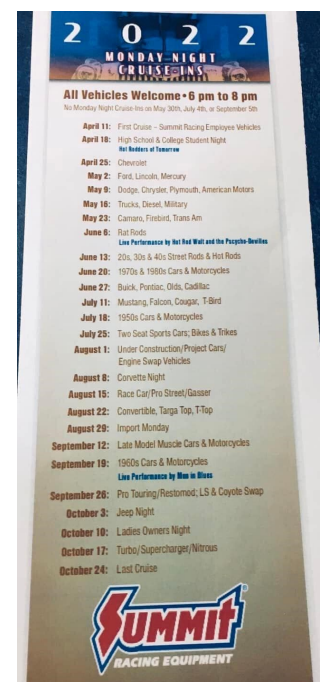 2 0 2 2
MONDAY NIGHT
CRUISE-INS
All Vehicles Welcome • 6 pm to 8 pm
No Monday Night Cruise-Ins on May 30th, July 4th, or September 5th
April 11: First Cruise – Summit Racing Employee Vehicles
April 18: High School & College Student Night
Hot Rodders of Tomorrow
April 25: Chevrolet
May 2: Ford, Lincoln, Mercury
May 9: Dodge, Chrysler, Plymouth, American Motors
May 16: Trucks, Diesel, Military
May 23: Camaro, Firebird, Trans Am
June 6: Rat Rods
Live Performance by Hot Rod Walt and the Psycho-Devilles
June 13: 20s, 30s & 40s Street Rods & Hot Rods
June 20: 1970s & 1980s Cars & Motorcycles
June 27: Buick, Pontiac, Olds, Cadillac
July 11: Mustang, Falcon, Cougar, T-Bird
July 18: 1950s Cars & Motorcycles
July 25: Two Seat Sports Cars; Bikes & Trikes
August 1: Under Construction/Project Cars/
Engine Swap Vehicles
August 8: Corvette Night
August 15: Race Car/Pro Street/Gasser
August 22: Convertible, Targa Top, T-Top
August 29: Import Monday
September 12: Late Model Muscle Cars & Motorcycles
September 19: 1960s Cars & Motorcycles
Live Performance by Men in Blues
September 26: Pro Touring/Restomod; LS & Coyote Swap
October 3: Jeep Night
October 10: Ladies Owners Night
October 17: Turbo/Supercharger/Nitrous
October 24: Last Cruise
SUMMIT
RACING EQUIPMENT